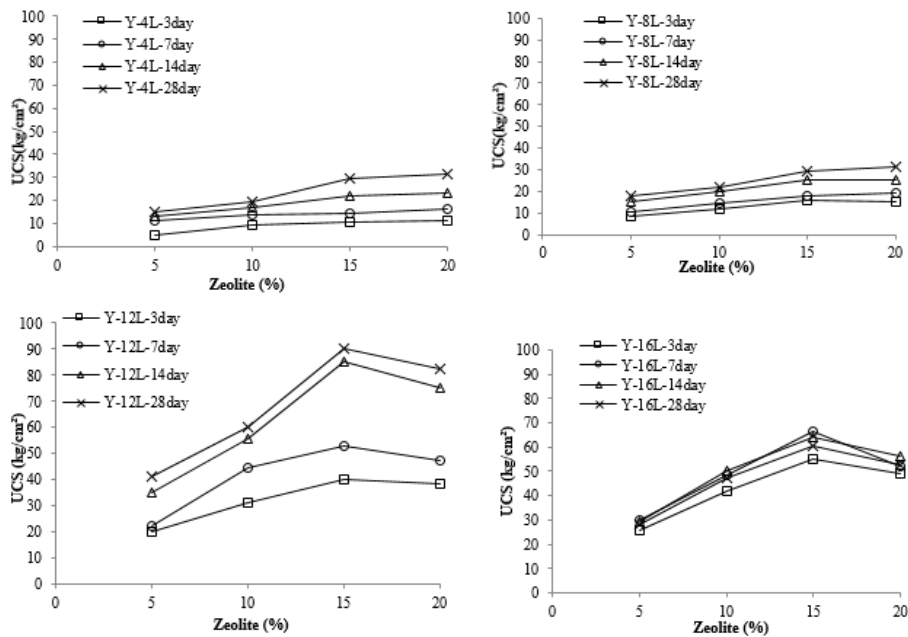 Y-4L-3day
Y-4L-7day
Y-4L-14day
Y-4L-28day
UCS(kg/cm²)
100
90
80
70
60
50
40
30
20
10
0
0 5 10 15 20
Zeolite (%)
Y-8L-3day
Y-8L-7day
Y-8L-14day
Y-8L-28day
UCS(kg/cm²)
100
90
80
70
60
50
40
30
20
10
0
0 5 10 15 20
Zeolite (%)
Y-12L-3day
Y-12L-7day
Y-12L-14day
Y-12L-28day
UCS (kg/cm²)
100
90
80
70
60
50
40
30
20
10
0
0 5 10 15 20
Zeolite (%)
Y-16L-3day
Y-16L-7day
Y-16L-14day
Y-16L-28day
UCS (kg/cm²)
100
90
80
70
60
50
40
30
20
10
0
0 5 10 15 20
Zeolite (%)